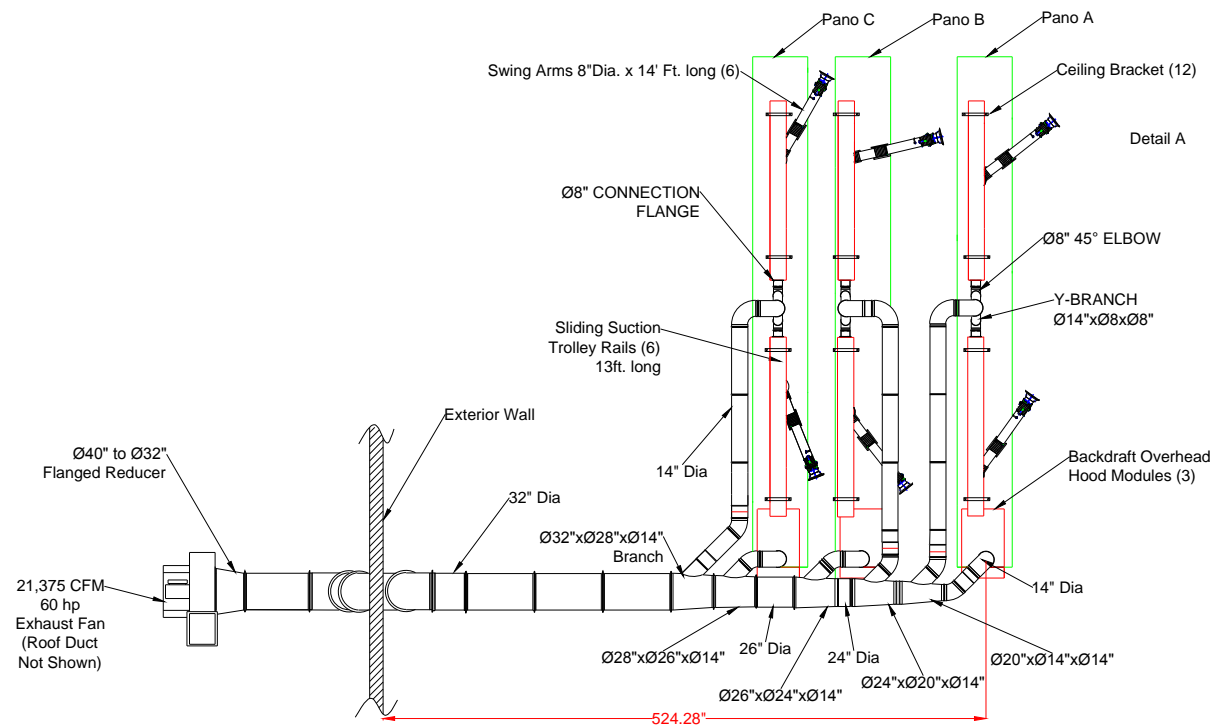 Pano C
Pano B
Pano A
Swing Arms 8"Dia. x 14' Ft. long (6)
Ceiling Bracket (12)
Detail A
Ø8" CONNECTION
FLANGE
Ø8" 45° ELBOW
Y-BRANCH
Ø14"xØ8xØ8"
Sliding Suction
Trolley Rails (6)
13ft. long
Exterior Wall
Ø40" to Ø32"
Flanged Reducer
14" Dia
Backdraft Overhead
Hood Modules (3)
32" Dia
Ø32"xØ28"xØ14"
Branch
21,375 CFM
60 hp
Exhaust Fan
(Roof Duct
Not Shown)
14" Dia
Ø28"xØ26"xØ14"
26" Dia
24" Dia
Ø20"xØ14"xØ14"
Ø26"xØ24"xØ14"
Ø24"xØ20"xØ14"
524.28"